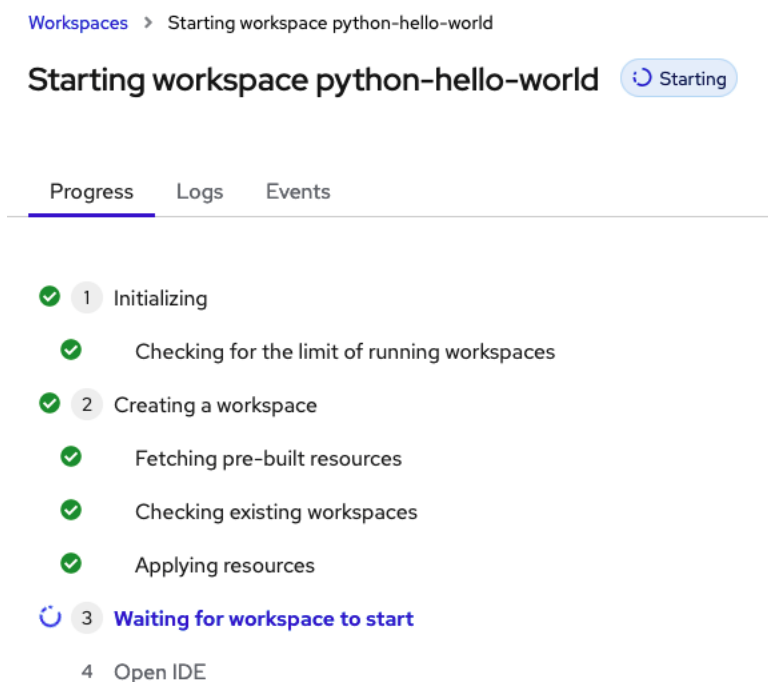 Workspaces > Starting workspace python-hello-world
Starting workspace python-hello-world Starting
Progress Logs Events
1 Initializing
Checking for the limit of running workspaces
2 Creating a workspace
Fetching pre-built resources
Checking existing workspaces
Applying resources
3 Waiting for workspace to start
4 Open IDE